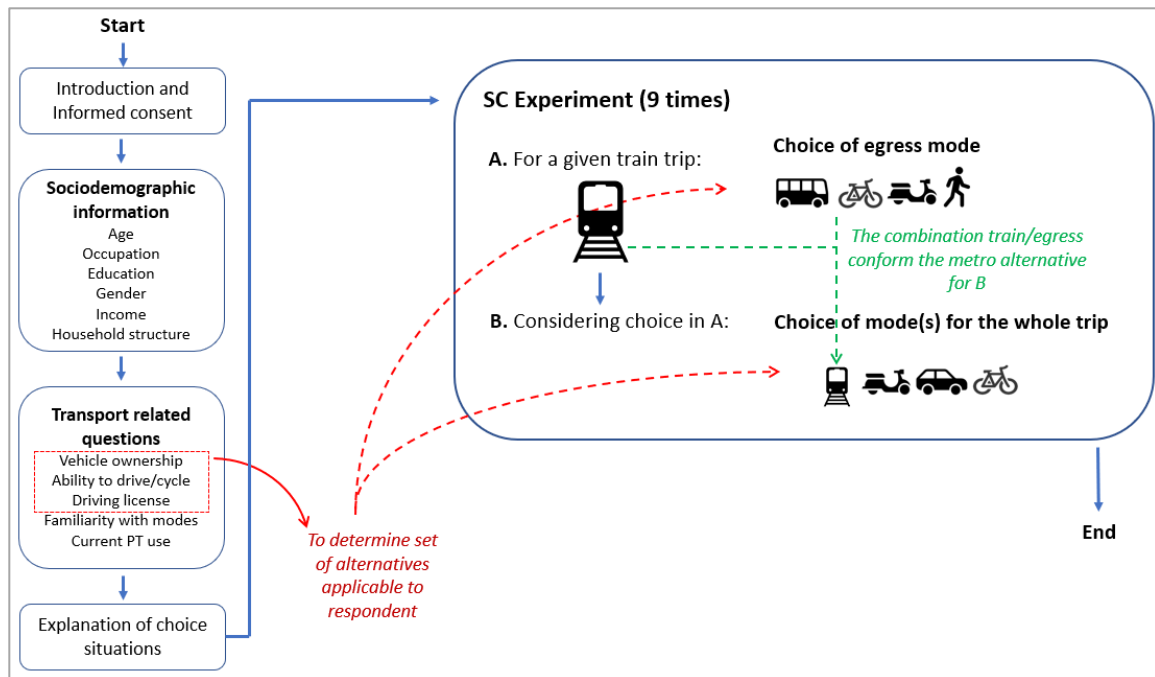 Start
Introduction and
Informed consent
Sociodemographic
information
Age
Occupation
Education
Gender
Income
Household structure
Transport related
questions
Vehicle ownership
Ability to drive/cycle
Driving license
Familiarity with modes
Current PT use
Explanation of choice
situations
To determine set
of alternatives
applicable to
respondent
SC Experiment (9 times)
A. For a given train trip:
Choice of egress mode
The combination train/egress
conform the metro alternative
for B
B. Considering choice in A:
Choice of mode(s) for the whole trip
End